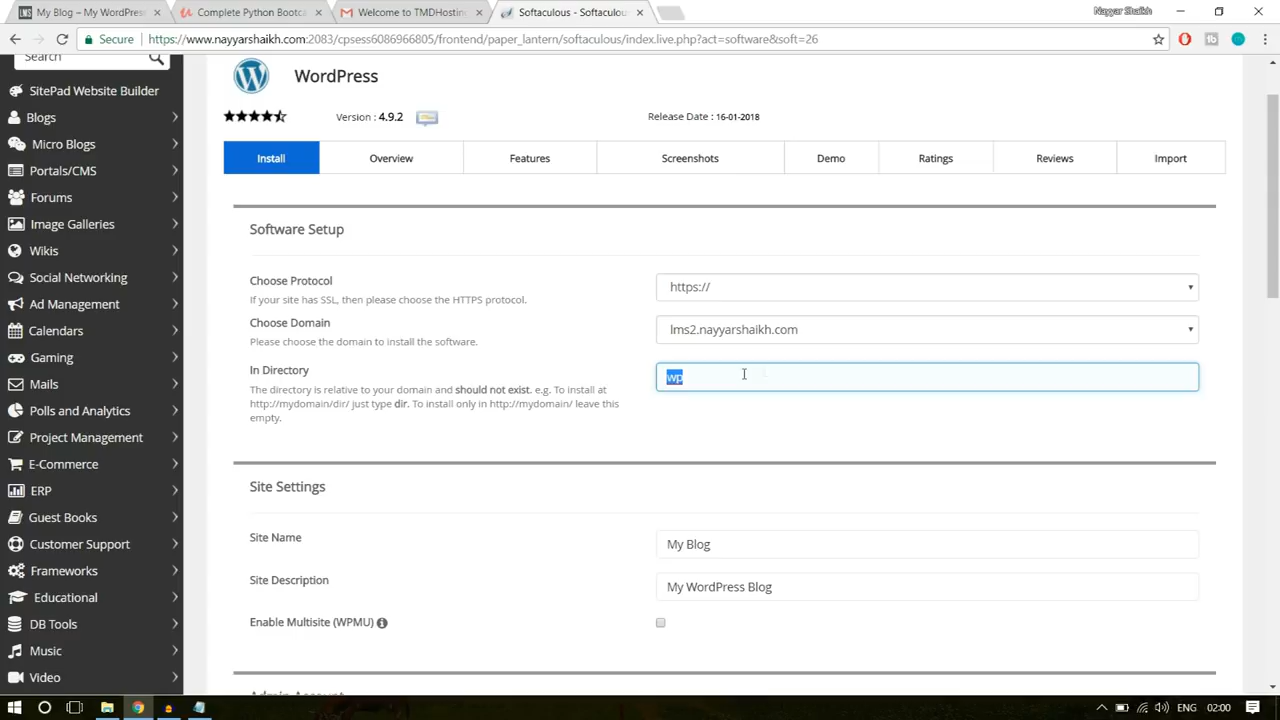 My Blog – My WordPress
Complete Python Bootca
Welcome to TMDHosting
Softaculous - Softaculou
Nayyar Shaikh
Secure
https://www.nayyarshaikh.com:2083/cpsess6086966805/frontend/paper_lantern/softaculous/index.live.php?act=software&soft=26
Search
SitePad Website Builder
Blogs
Micro Blogs
Portals/CMS
Forums
Image Galleries
Wikis
Social Networking
Ad Management
Calendars
Gaming
Mails
Polls and Analytics
Project Management
E-Commerce
ERP
Guest Books
Customer Support
Frameworks
Educational
DB Tools
Music
Video
WordPress
Version : 4.9.2
Release Date : 16-01-2018
Install
Overview
Features
Screenshots
Demo
Ratings
Reviews
Import
Software Setup
Choose Protocol
If your site has SSL, then please choose the HTTPS protocol.
https://
Choose Domain
Please choose the domain to install the software.
lms2.nayyarshaikh.com
In Directory
The directory is relative to your domain and should not exist. e.g. To install at
http://mydomain/dir/ just type dir. To install only in http://mydomain/ leave this
empty.
wp
Site Settings
Site Name
My Blog
Site Description
My WordPress Blog
Enable Multisite (WPMU)
Admin Account
ENG
02:00